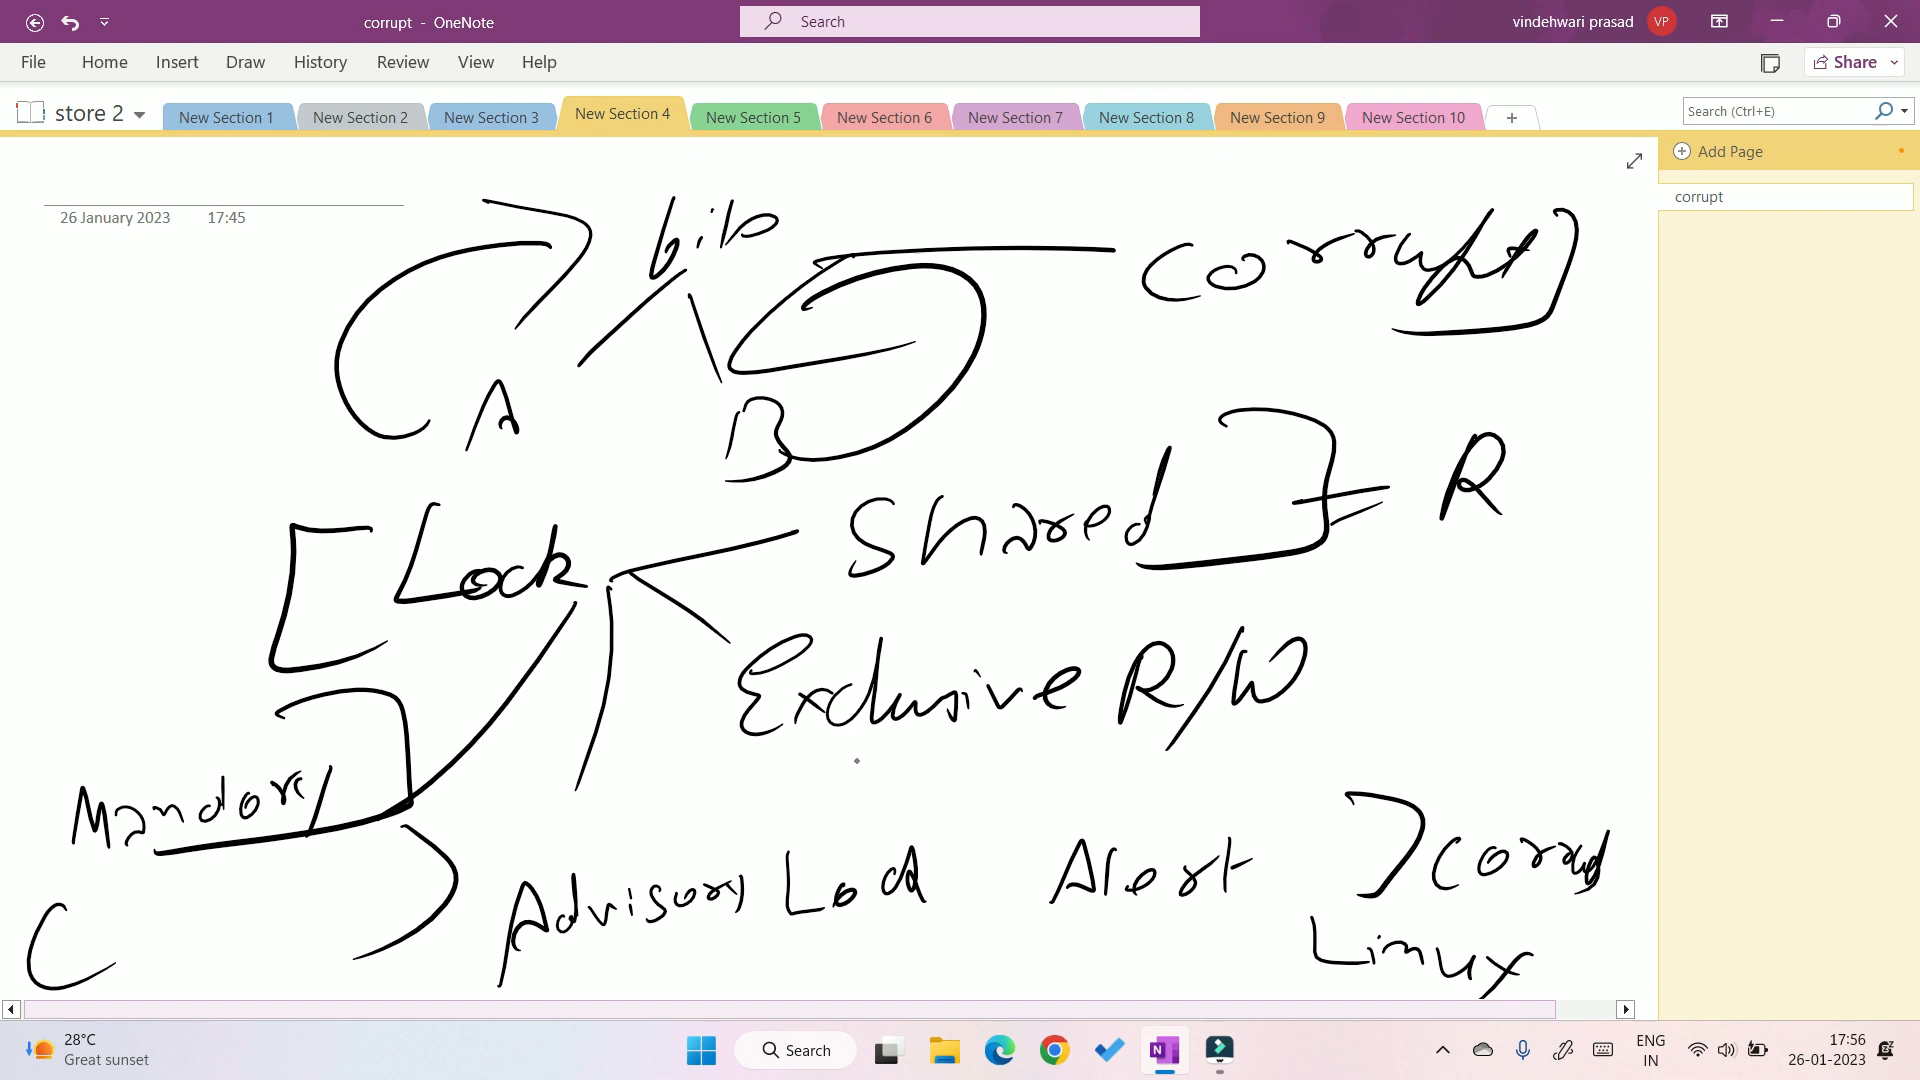 corrupt - OneNote
Search
vindehwari prasad
VP
File Home Insert Draw History Review View Help
Share
store 2
New Section 1 New Section 2 New Section 3 New Section 4 New Section 5 New Section 6 New Section 7 New Section 8 New Section 9 New Section 10
Search (Ctrl+E)
Add Page
corrupt
26 January 2023 17:45
Corrupt
A B
Lock Shared R
Exclusive R/W
Mandory
Advisory Lock Alert
Linux
C
28°C
Great sunset
Search
ENG
IN
17:56
26-01-2023